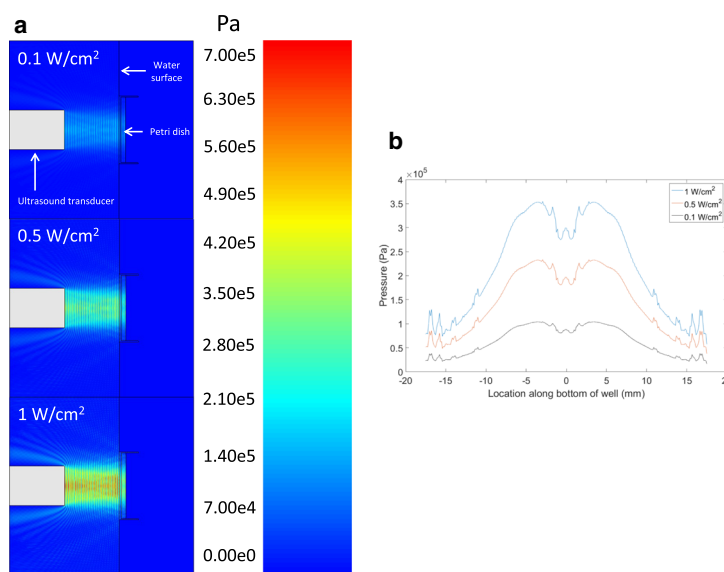 a
Pa
0.1 W/cm²
Water surface
Petri dish
Ultrasound transducer
0.5 W/cm²
1 W/cm²
7.00e5
6.30e5
5.60e5
4.90e5
4.20e5
3.50e5
2.80e5
2.10e5
1.40e5
7.00e4
0.00e0
b
×10⁵
4
3.5
3
2.5
2
1.5
1
0.5
0
Pressure (Pa)
-20 -15 -10 -5 0 5 10 15 20
Location along bottom of well (mm)
1 W/cm²
0.5 W/cm²
0.1 W/cm²